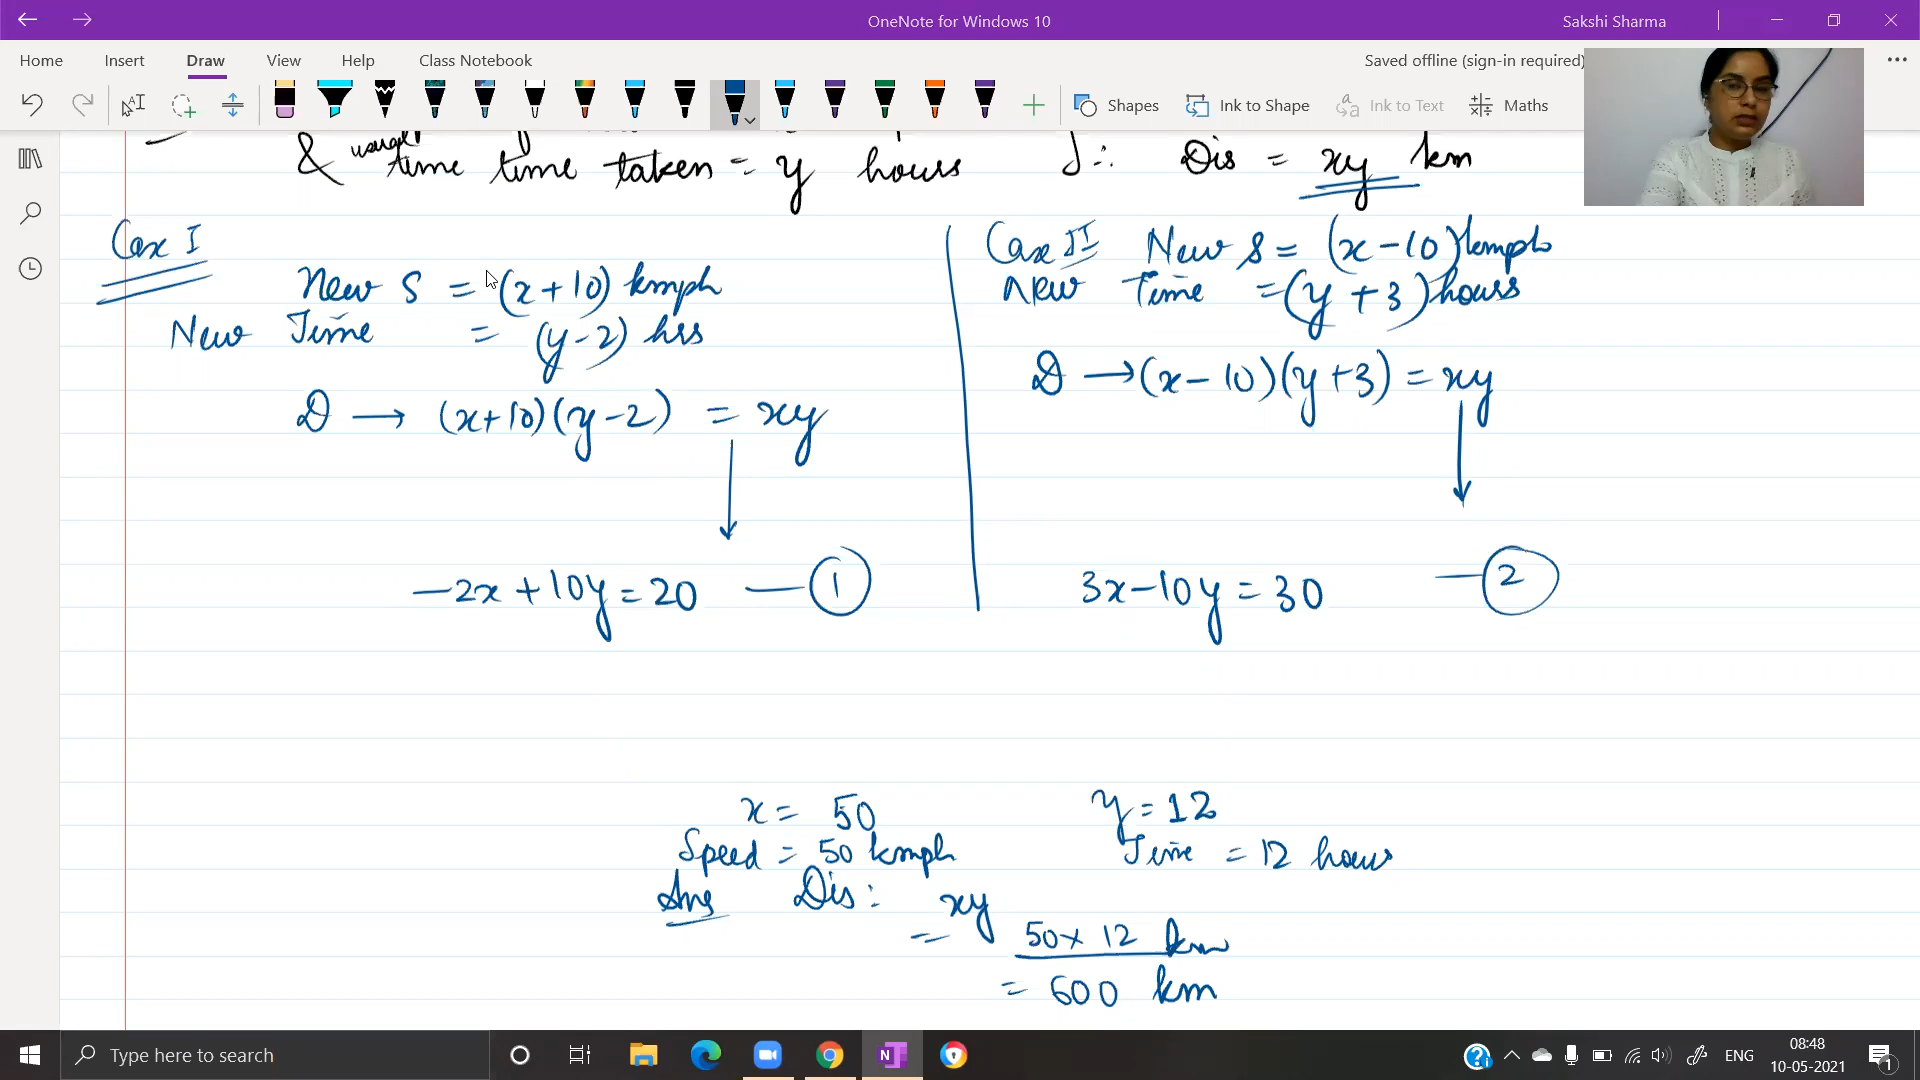 OneNote for Windows 10
Sakshi Sharma
Home Insert Draw View Help Class Notebook
Saved offline (sign-in required)
Shapes Ink to Shape Ink to Text Maths
& usual time time taken = y hours ∴ Dis = xy km
Case I
New S = (x+10) kmph
New Time = (y-2) hrs
D → (x+10)(y-2) = xy
-2x+10y=20 — 1
Case II New S = (x-10) kmph
New Time = (y+3) hours
D → (x-10)(y+3) = xy
3x-10y=30 — 2
x = 50 y = 12
Speed = 50 kmph Time = 12 hours
Ans Dis: xy
= 50 x 12 km
= 600 km
Type here to search
ENG
08:48
10-05-2021
1